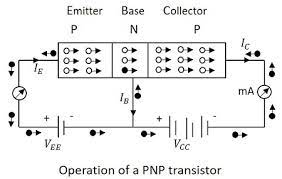 Emitter Base Collector
P N P
I_E I_C
I_B mA
+ - + -
V_EE V_CC
Operation of a PNP transistor